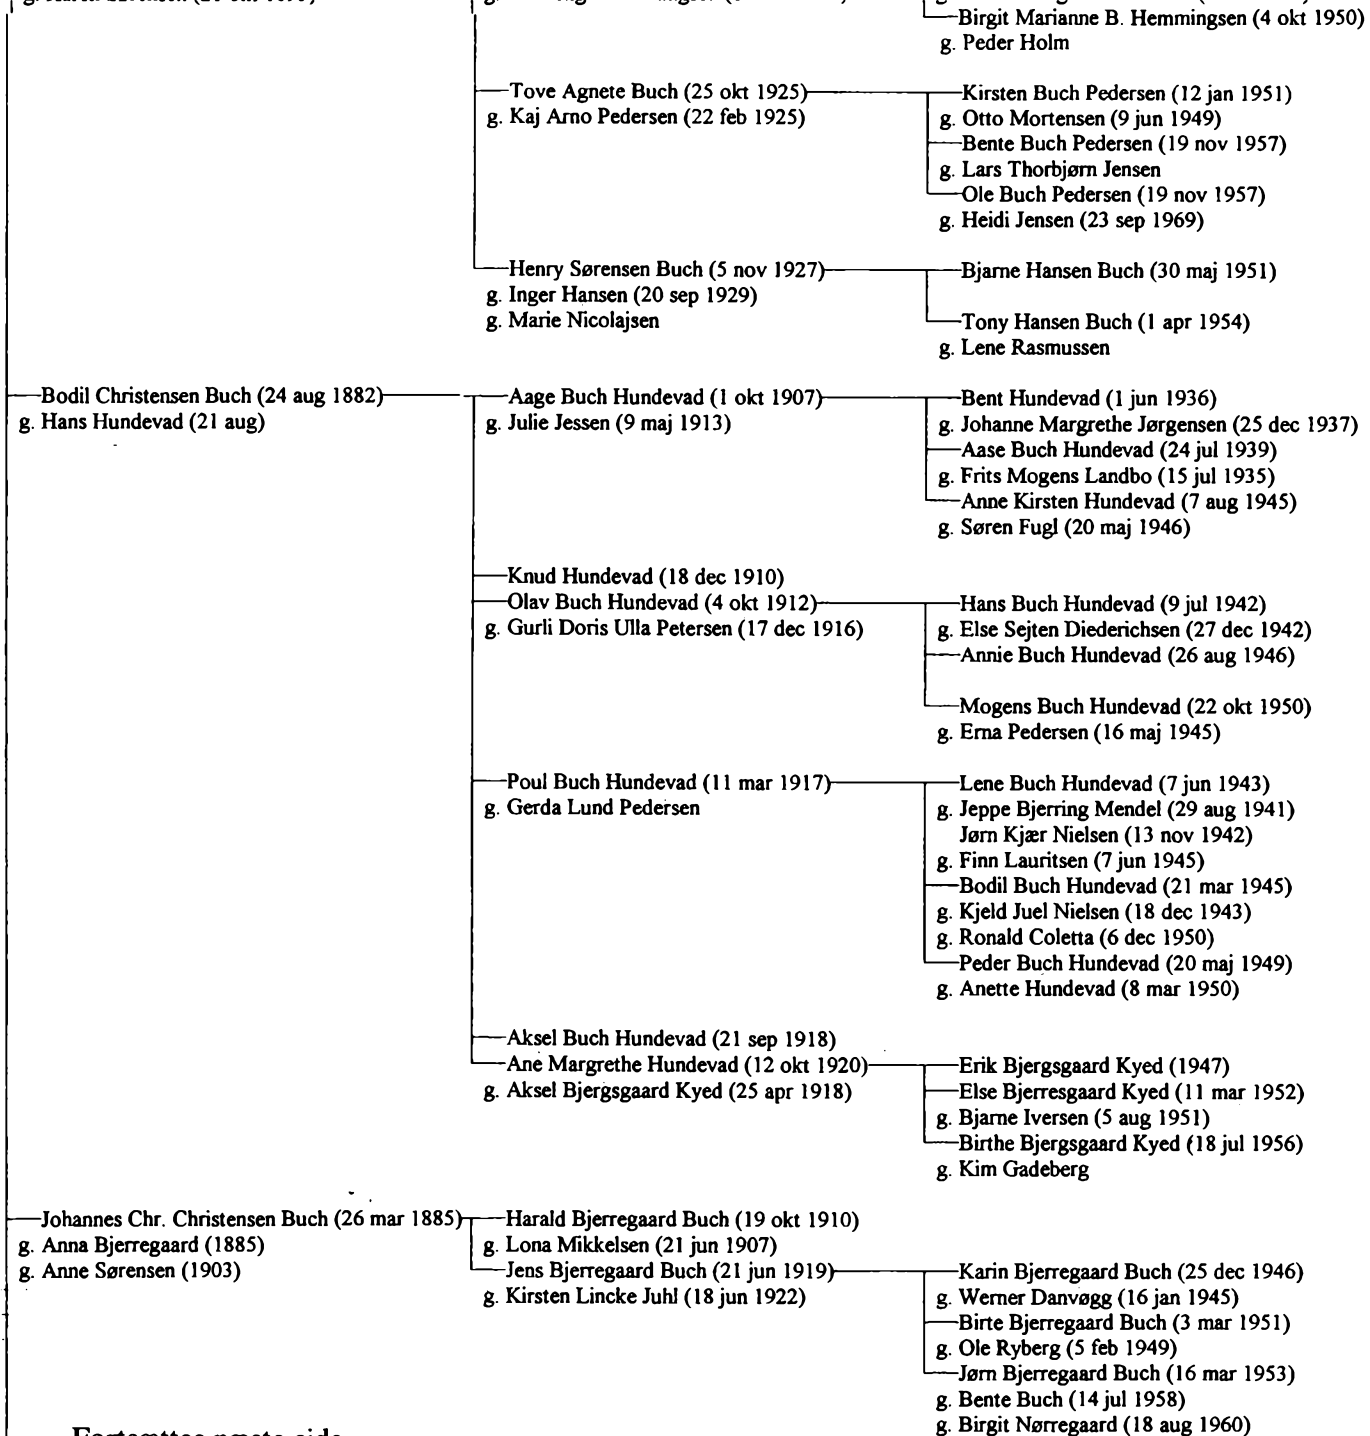 Birgit Marianne B. Hemmingsen (4 okt 1950)
g. Peder Holm
Tove Agnete Buch (25 okt 1925)
g. Kaj Arno Pedersen (22 feb 1925)
Kirsten Buch Pedersen (12 jan 1951)
g. Otto Mortensen (9 jun 1949)
Bente Buch Pedersen (19 nov 1957)
g. Lars Thorbjørn Jensen
Ole Buch Pedersen (19 nov 1957)
g. Heidi Jensen (23 sep 1969)
Henry Sørensen Buch (5 nov 1927)
g. Inger Hansen (20 sep 1929)
g. Marie Nicolajsen
Bjarne Hansen Buch (30 maj 1951)
Tony Hansen Buch (1 apr 1954)
g. Lene Rasmussen
Bodil Christensen Buch (24 aug 1882)
g. Hans Hundevad (21 aug)
Aage Buch Hundevad (1 okt 1907)
g. Julie Jessen (9 maj 1913)
Bent Hundevad (1 jun 1936)
g. Johanne Margrethe Jørgensen (25 dec 1937)
Aase Buch Hundevad (24 jul 1939)
g. Frits Mogens Landbo (15 jul 1935)
Anne Kirsten Hundevad (7 aug 1945)
g. Søren Fugl (20 maj 1946)
Knud Hundevad (18 dec 1910)
Olav Buch Hundevad (4 okt 1912)
g. Gurli Doris Ulla Petersen (17 dec 1916)
Hans Buch Hundevad (9 jul 1942)
g. Else Sejten Diederichsen (27 dec 1942)
Annie Buch Hundevad (26 aug 1946)
Mogens Buch Hundevad (22 okt 1950)
g. Erna Pedersen (16 maj 1945)
Poul Buch Hundevad (11 mar 1917)
g. Gerda Lund Pedersen
Lene Buch Hundevad (7 jun 1943)
g. Jeppe Bjerring Mendel (29 aug 1941)
Jørn Kjær Nielsen (13 nov 1942)
g. Finn Lauritsen (7 jun 1945)
Bodil Buch Hundevad (21 mar 1945)
g. Kjeld Juel Nielsen (18 dec 1943)
g. Ronald Coletta (6 dec 1950)
Peder Buch Hundevad (20 maj 1949)
g. Anette Hundevad (8 mar 1950)
Aksel Buch Hundevad (21 sep 1918)
Ane Margrethe Hundevad (12 okt 1920)
g. Aksel Bjergsgaard Kyed (25 apr 1918)
Erik Bjergsgaard Kyed (1947)
Else Bjerresgaard Kyed (11 mar 1952)
g. Bjarne Iversen (5 aug 1951)
Birthe Bjergsgaard Kyed (18 jul 1956)
g. Kim Gadeberg
Johannes Chr. Christensen Buch (26 mar 1885)
g. Anna Bjerregaard (1885)
g. Anne Sørensen (1903)
Harald Bjerregaard Buch (19 okt 1910)
g. Lona Mikkelsen (21 jun 1907)
Jens Bjerregaard Buch (21 jun 1919)
g. Kirsten Lincke Juhl (18 jun 1922)
Karin Bjerregaard Buch (25 dec 1946)
g. Werner Danvøgg (16 jan 1945)
Birte Bjerregaard Buch (3 mar 1951)
g. Ole Ryberg (5 feb 1949)
Jørn Bjerregaard Buch (16 mar 1953)
g. Bente Buch (14 jul 1958)
g. Birgit Nørregaard (18 aug 1960)